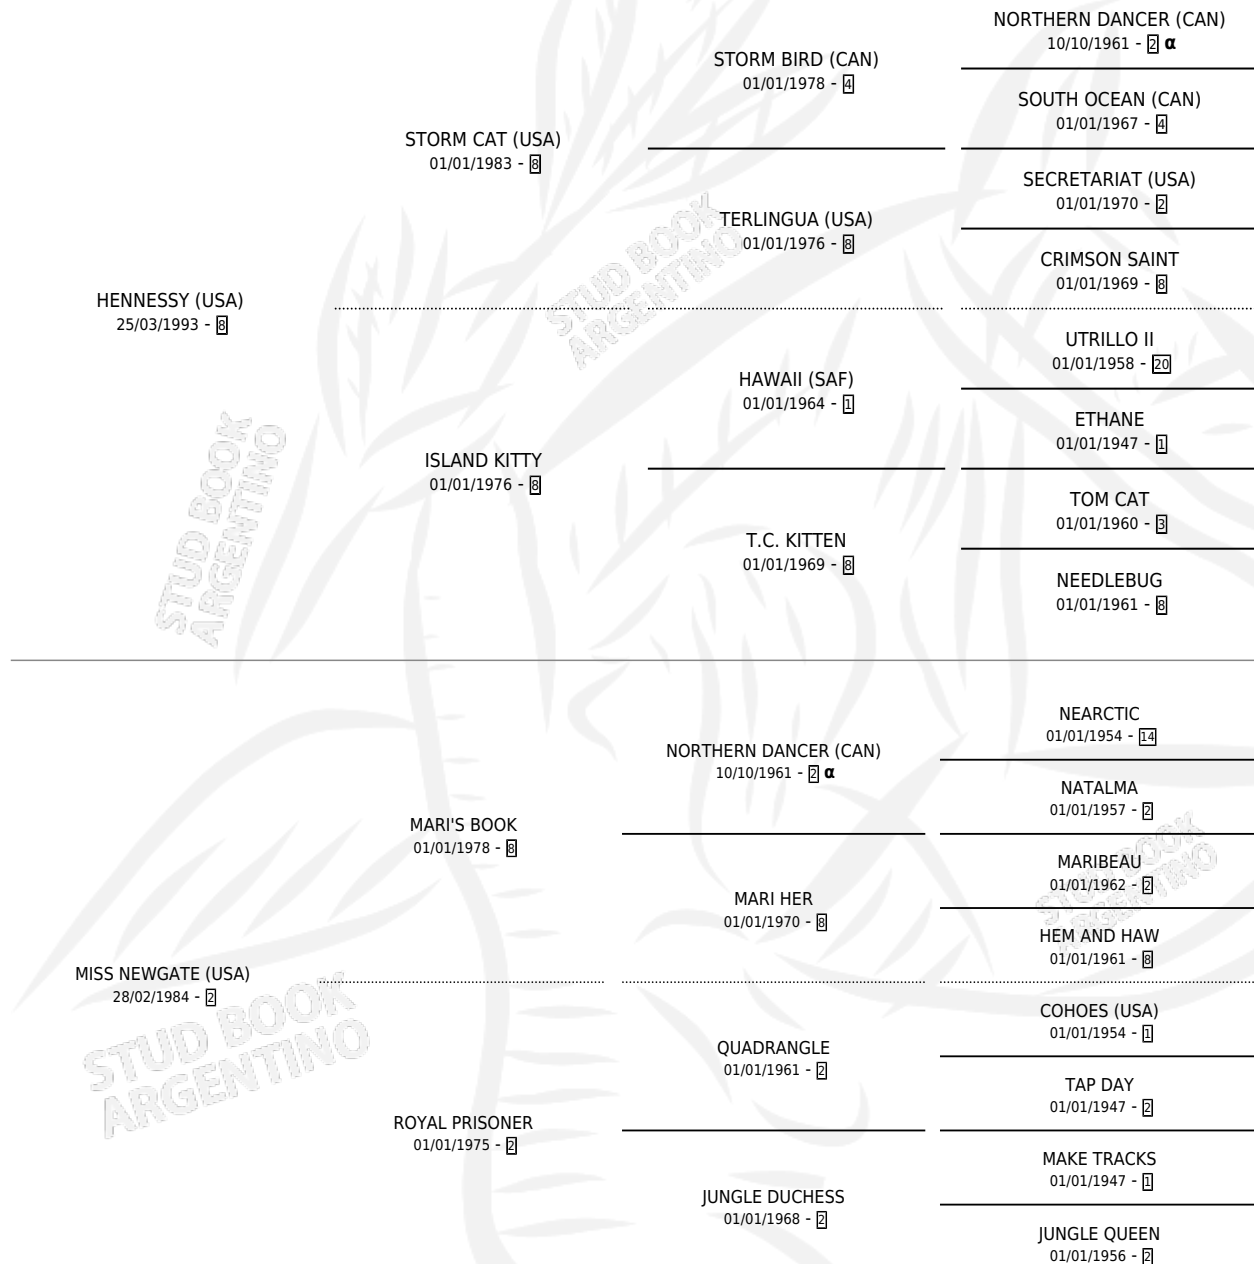 NORTHERN DANCER (CAN)
10/10/1961 - 2 α
STORM BIRD (CAN)
01/01/1978 - 4
SOUTH OCEAN (CAN)
01/01/1967 - 4
STORM CAT (USA)
01/01/1983 - 8
SECRETARIAT (USA)
01/01/1970 - 2
TERLINGUA (USA)
01/01/1976 - 8
CRIMSON SAINT
01/01/1969 - 8
HENNESSY (USA)
25/03/1993 - 8
UTRILLO II
01/01/1958 - 20
HAWAII (SAF)
01/01/1964 - 1
ETHANE
01/01/1947 - 1
ISLAND KITTY
01/01/1976 - 8
TOM CAT
01/01/1960 - 3
T.C. KITTEN
01/01/1969 - 8
NEEDLEBUG
01/01/1961 - 8
NEARCTIC
01/01/1954 - 14
NORTHERN DANCER (CAN)
10/10/1961 - 2 α
NATALMA
01/01/1957 - 2
MARI'S BOOK
01/01/1978 - 8
MARIBEAU
01/01/1962 - 2
MARI HER
01/01/1970 - 8
HEM AND HAW
01/01/1961 - 8
MISS NEWGATE (USA)
28/02/1984 - 2
COHOES (USA)
01/01/1954 - 1
QUADRANGLE
01/01/1961 - 2
TAP DAY
01/01/1947 - 2
ROYAL PRISONER
01/01/1975 - 2
MAKE TRACKS
01/01/1947 - 1
JUNGLE DUCHESS
01/01/1968 - 2
JUNGLE QUEEN
01/01/1956 - 2
STUD BOOK
ARGENTINO
STUD BOOK
ARGENTINO
STUD BOOK
ARGENTINO
STUD BOOK
ARGENTINO